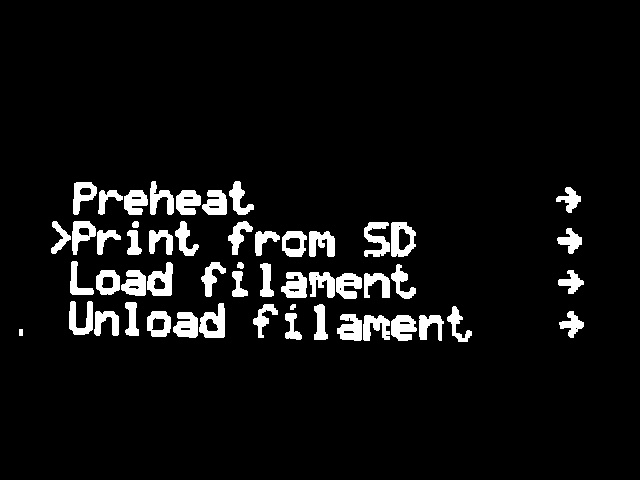 Preheat →
>Print from SD →
Load filament →
Unload filament →